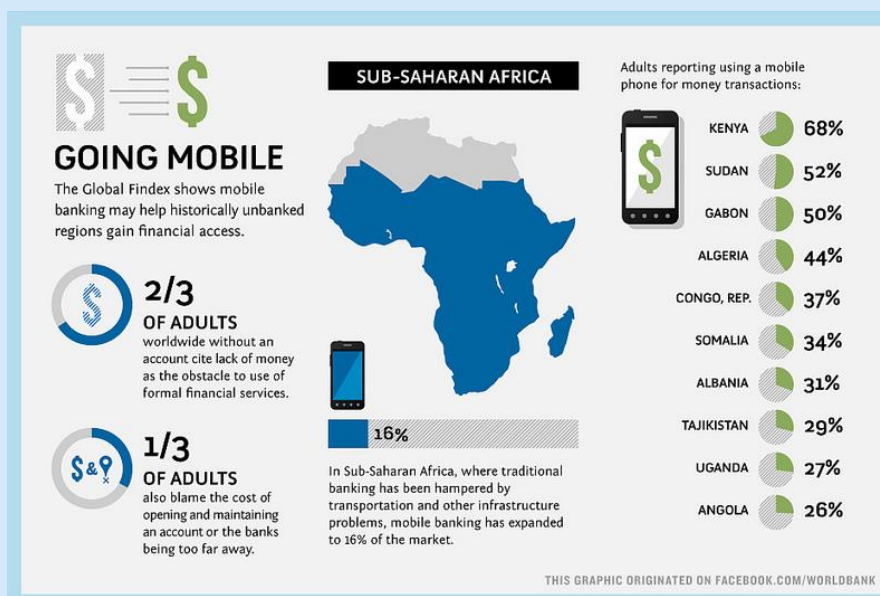 GOING MOBILE
The Global Findex shows mobile
banking may help historically unbanked
regions gain financial access.
2/3
OF ADULTS
worldwide without an
account cite lack of money
as the obstacle to use of
formal financial services.
$&
1/3
OF ADULTS
also blame the cost of
opening and maintaining
an account or the banks
being too far away.
SUB-SAHARAN AFRICA
16%
In Sub-Saharan Africa, where traditional
banking has been hampered by
transportation and other infrastructure
problems, mobile banking has expanded
to 16% of the market.
Adults reporting using a mobile
phone for money transactions:
KENYA 68%
SUDAN 52%
GABON 50%
ALGERIA 44%
CONGO, REP. 37%
SOMALIA 34%
ALBANIA 31%
TAJIKISTAN 29%
UGANDA 27%
ANGOLA 26%
THIS GRAPHIC ORIGINATED ON FACEBOOK.COM/WORLDBANK